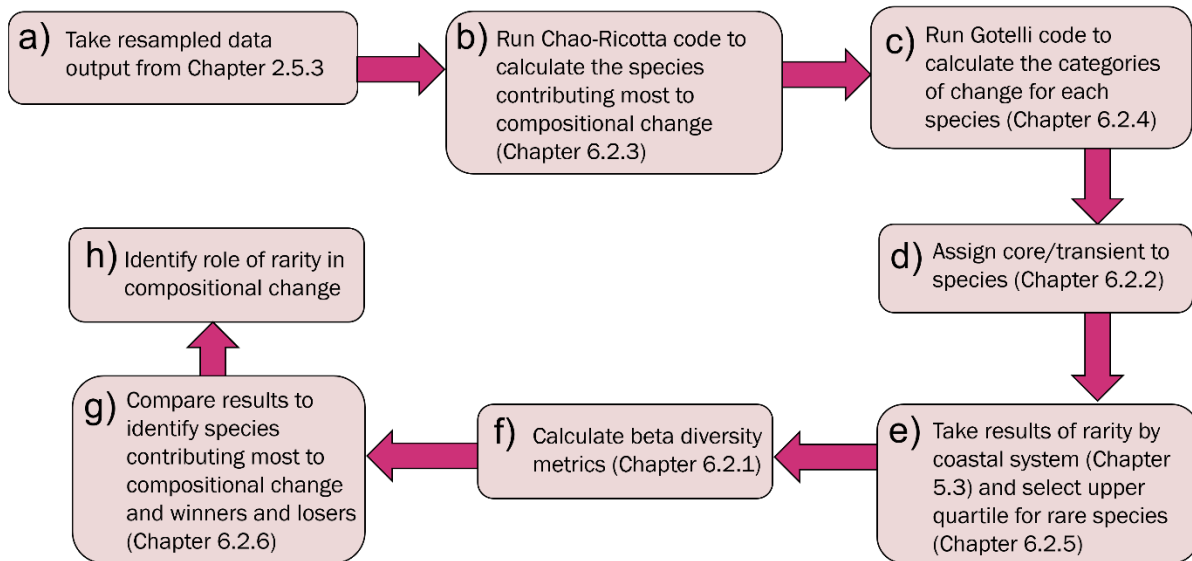 a) Take resampled data
output from Chapter 2.5.3
b) Run Chao-Ricotta code to
calculate the species
contributing most to
compositional change
(Chapter 6.2.3)
c) Run Gotelli code to
calculate the categories
of change for each
species (Chapter 6.2.4)
d) Assign core/transient to
species (Chapter 6.2.2)
e) Take results of rarity by
coastal system (Chapter
5.3) and select upper
quartile for rare species
(Chapter 6.2.5)
f) Calculate beta diversity
metrics (Chapter 6.2.1)
g) Compare results to
identify species
contributing most to
compositional change
and winners and losers
(Chapter 6.2.6)
h) Identify role of rarity in
compositional change